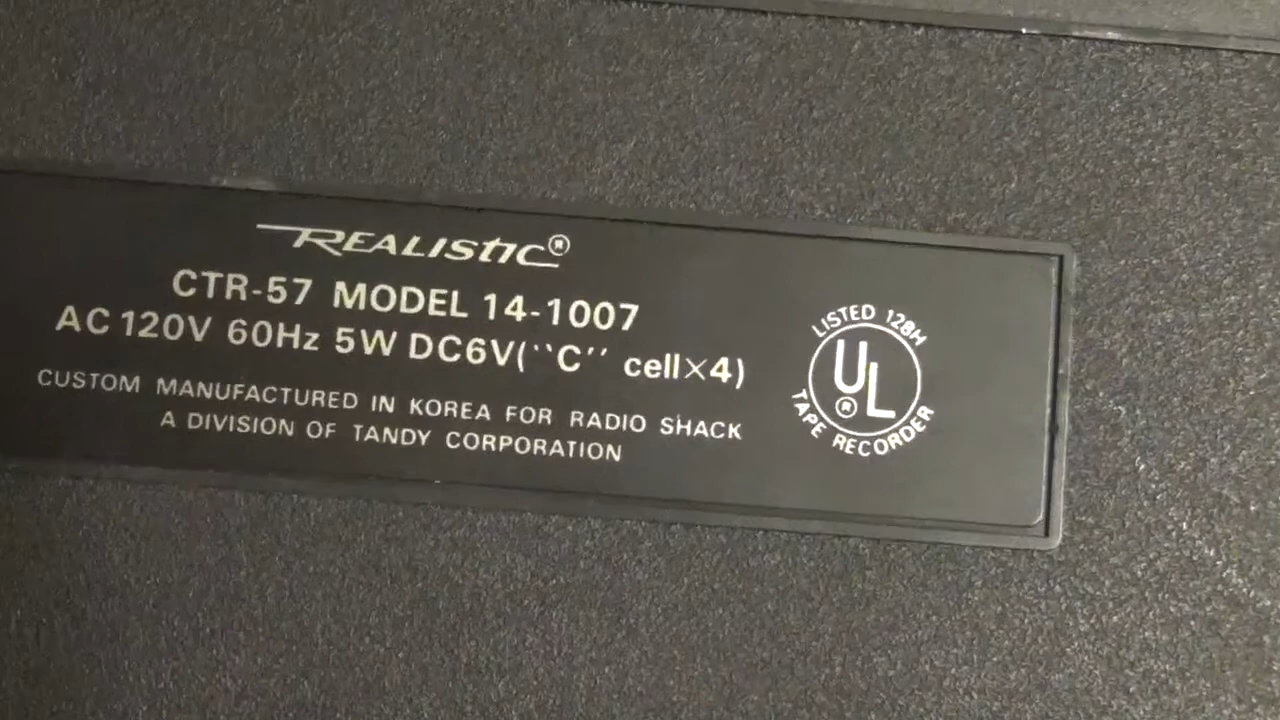 REALISTIC®
CTR-57 MODEL 14-1007
AC 120V 60Hz 5W DC6V(``C´´ cell×4)
CUSTOM MANUFACTURED IN KOREA FOR RADIO SHACK
A DIVISION OF TANDY CORPORATION
LISTED 128H
UL®
TAPE RECORDER